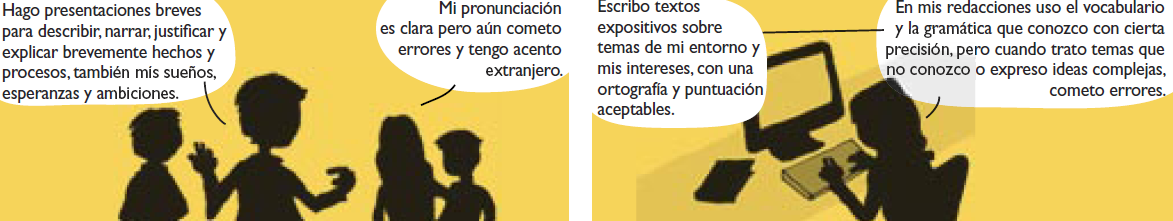 Hago presentaciones breves
para describir, narrar, justificar y
explicar brevemente hechos y
procesos, también mís sueños,
esperanzas y ambiciones.
Mi pronunciación
es clara pero aún cometo
errores y tengo acento
extranjero.
Escribo textos
expositivos sobre
temas de mi entorno y
mis intereses, con una
ortografía y puntuación
aceptables.
En mis redacciones uso el vocabulario
y la gramática que conozco con cierta
precisión, pero cuando trato temas que
no conozco o expreso ideas complejas,
cometo errores.